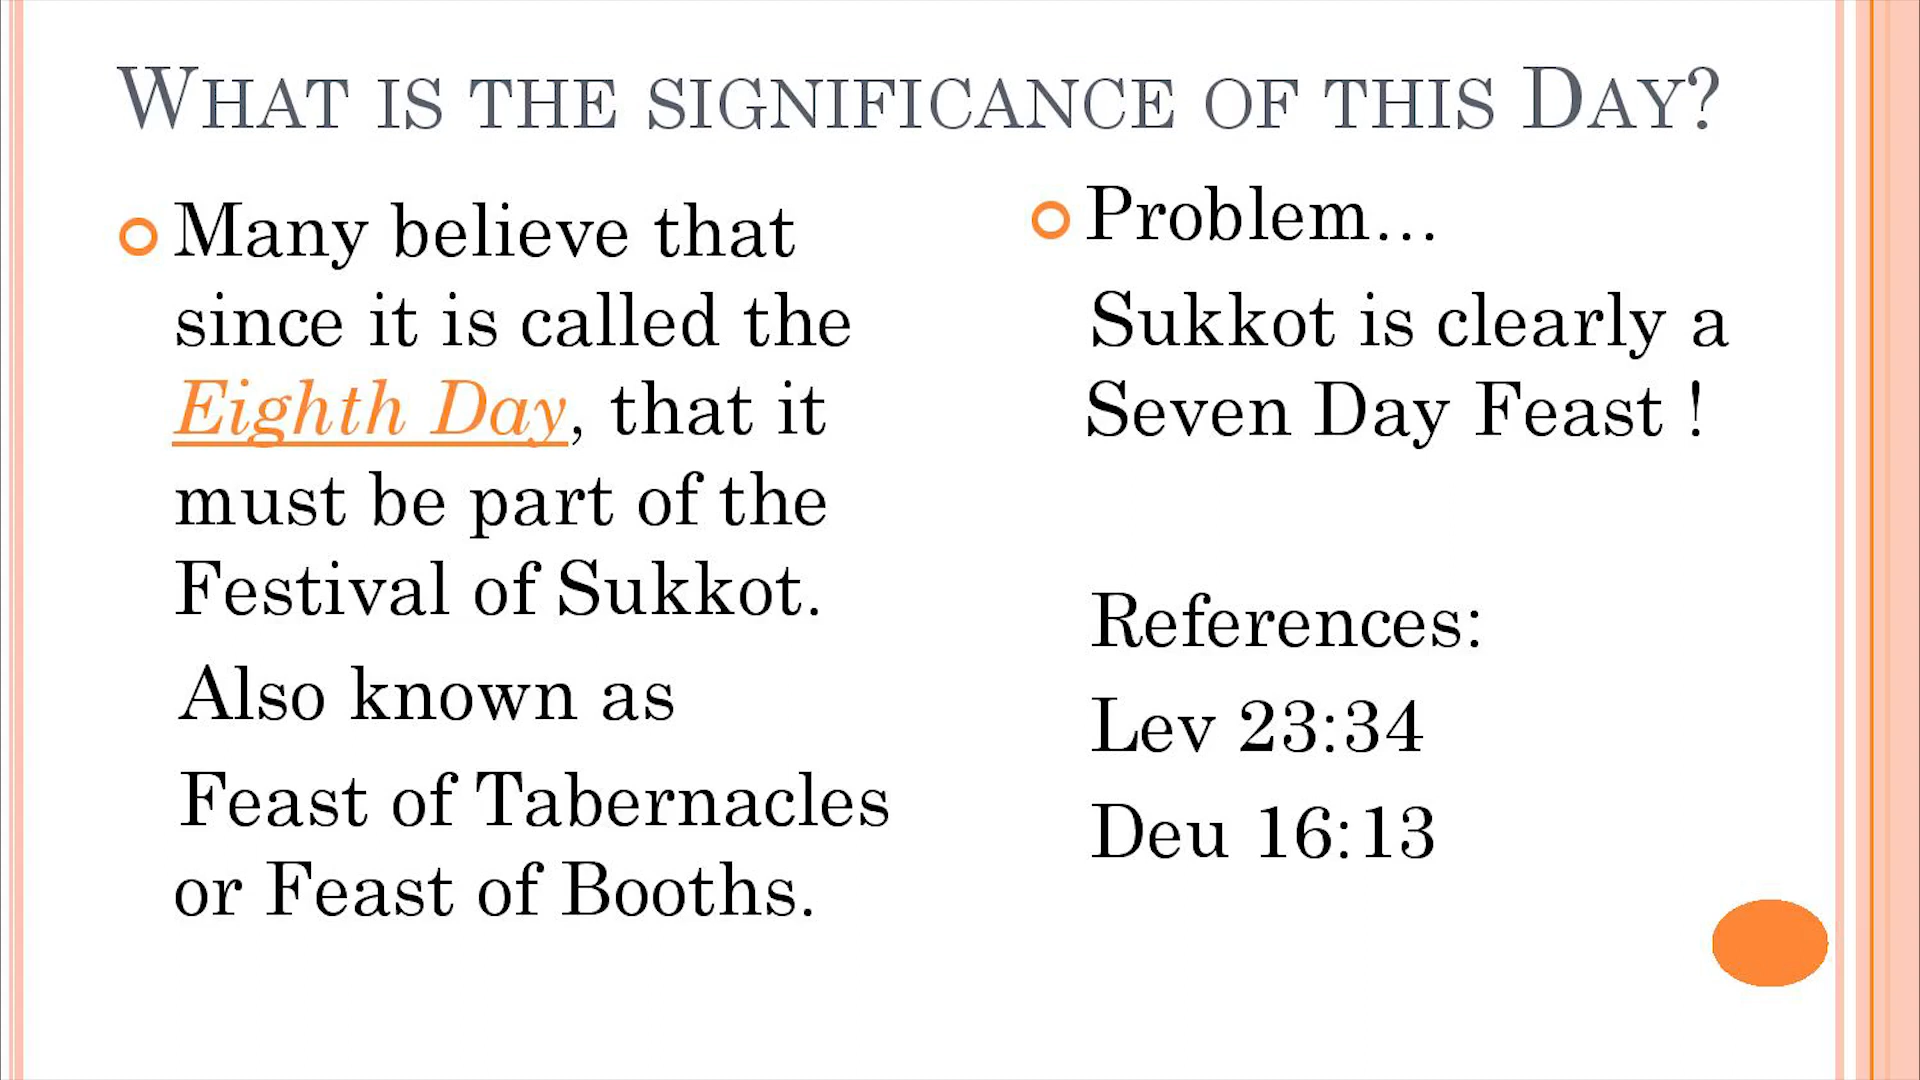 What is the significance of this Day?
Many believe that
since it is called the
Eighth Day, that it
must be part of the
Festival of Sukkot.
Also known as
Feast of Tabernacles
or Feast of Booths.
Problem...
Sukkot is clearly a
Seven Day Feast !
References:
Lev 23:34
Deu 16:13